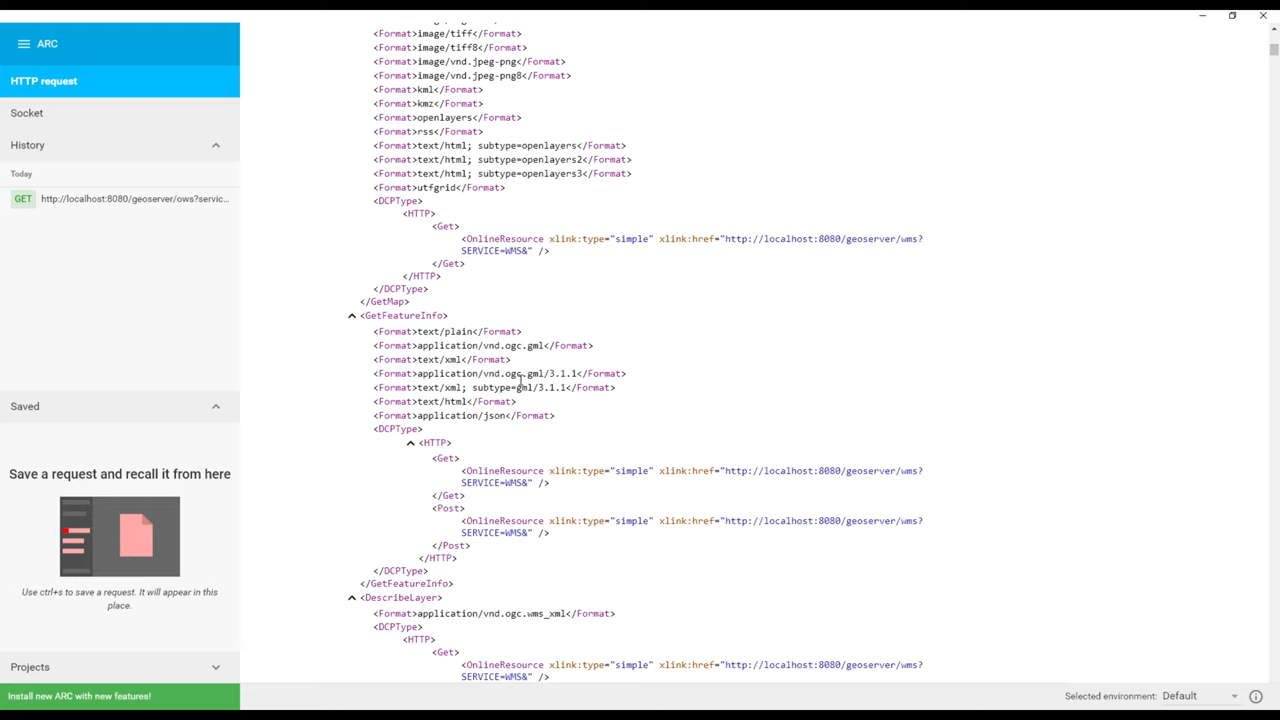 ARC
HTTP request
Socket
History
Today
GET http://localhost:8080/geoserver/ows?servic...
Saved
Save a request and recall it from here
Use ctrl+s to save a request. It will appear in this
place.
Projects
Install new ARC with new features!
<Format>image/tiff</Format>
<Format>image/tiff8</Format>
<Format>image/vnd.jpeg-png</Format>
<Format>image/vnd.jpeg-png8</Format>
<Format>kml</Format>
<Format>kmz</Format>
<Format>openlayers</Format>
<Format>rss</Format>
<Format>text/html; subtype=openlayers</Format>
<Format>text/html; subtype=openlayers2</Format>
<Format>text/html; subtype=openlayers3</Format>
<Format>utfgrid</Format>
<DCPType>
<HTTP>
<Get>
<OnlineResource xlink:type="simple" xlink:href="http://localhost:8080/geoserver/wms?
SERVICE=WMS&" />
</Get>
</HTTP>
</DCPType>
</GetMap>
<GetFeatureInfo>
<Format>text/plain</Format>
<Format>application/vnd.ogc.gml</Format>
<Format>text/xml</Format>
<Format>application/vnd.ogc.gml/3.1.1</Format>
<Format>text/xml; subtype=gml/3.1.1</Format>
<Format>text/html</Format>
<Format>application/json</Format>
<DCPType>
<HTTP>
<Get>
<OnlineResource xlink:type="simple" xlink:href="http://localhost:8080/geoserver/wms?
SERVICE=WMS&" />
</Get>
<Post>
<OnlineResource xlink:type="simple" xlink:href="http://localhost:8080/geoserver/wms?
SERVICE=WMS&" />
</Post>
</HTTP>
</DCPType>
</GetFeatureInfo>
<DescribeLayer>
<Format>application/vnd.ogc.wms_xml</Format>
<DCPType>
<HTTP>
<Get>
<OnlineResource xlink:type="simple" xlink:href="http://localhost:8080/geoserver/wms?
SERVICE=WMS&" />
Selected environment: Default